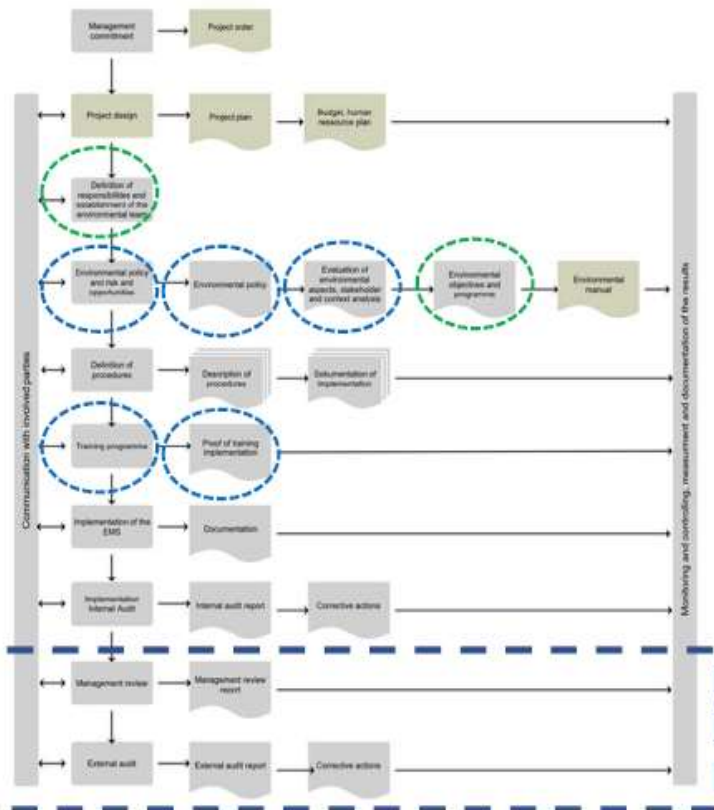 Management
commitment
Project order
Project design
Project plan
Budget, human
ressource plan
Definition of
responsibilities and
establishment of the
environmental teams
Environmental policy
and risk and
opportunities
Environmental policy
Evaluation of
environmental
aspects, stakeholder
and context analysis
Environmental
objectives and
programme
Environmental
manual
Definition of
procedures
Description of
procedures
Dokumentation of
implementation
Training programme
Proof of training
implementation
Implementation of the
EMS
Documentation
Implementation
Internal Audit
Internal audit report
Corrective actions
Management review
Management review
report
External audit
External audit report
Corrective actions
Communication with involved parties
Monitoring and controlling, measurment and documentation of the results